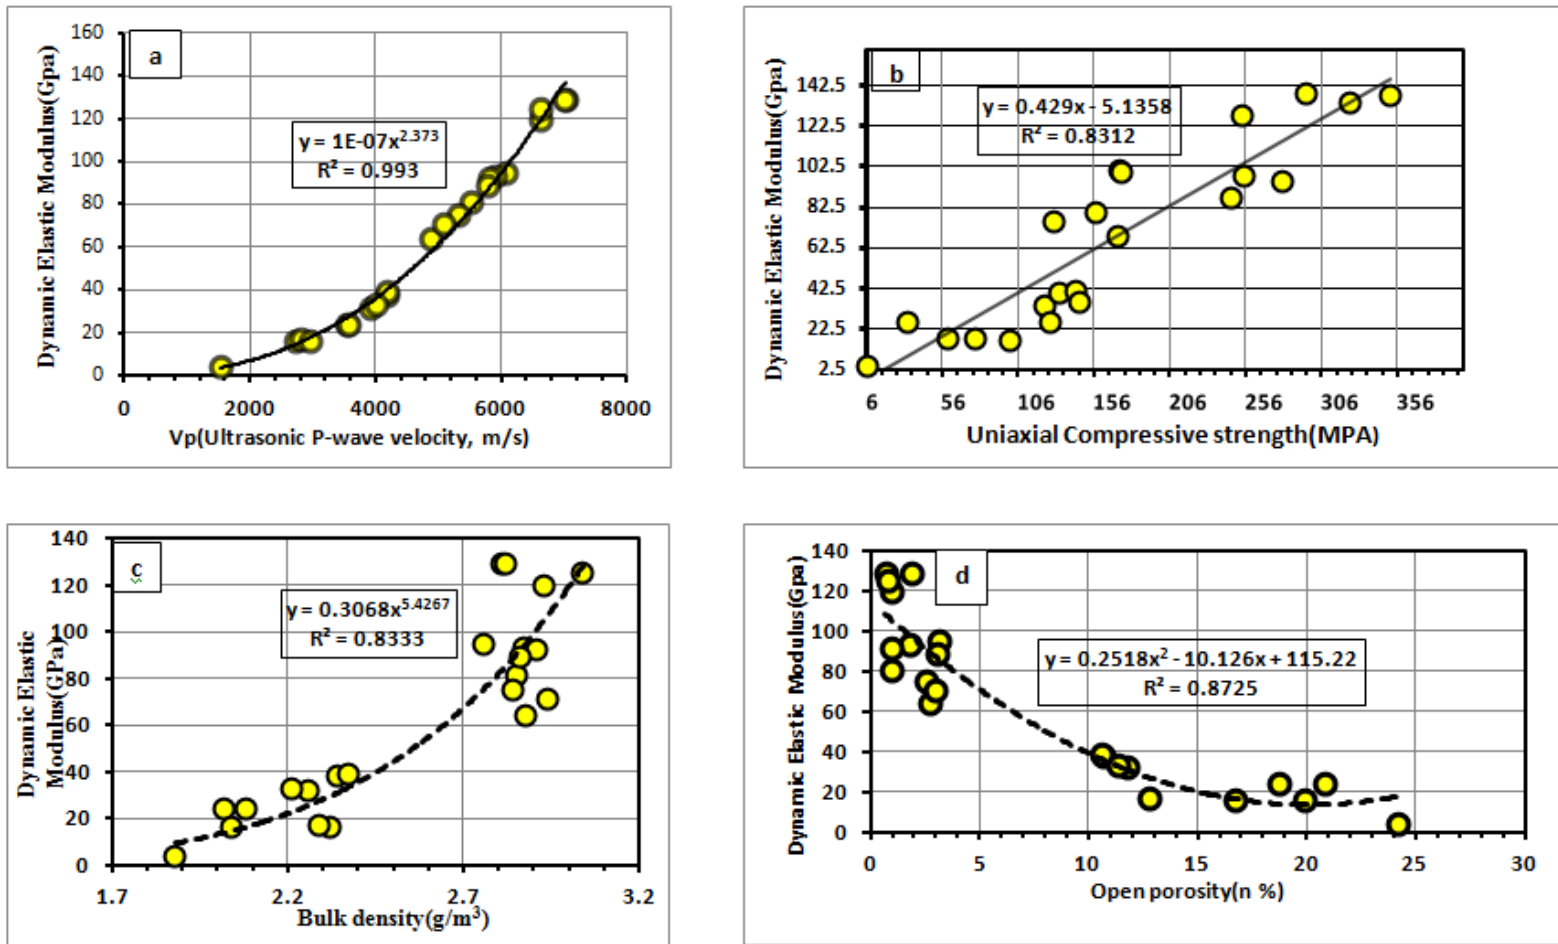 a
Dynamic Elastic Modulus(Gpa)
160
140
120
100
80
60
40
20
0
y = 1E-07x^2.373
R² = 0.993
0 2000 4000 6000 8000
Vp(Ultrasonic P-wave velocity, m/s)
b
Dynamic Elastic Modulus(Gpa)
142.5
122.5
102.5
82.5
62.5
42.5
22.5
2.5
y = 0.429x - 5.1358
R² = 0.8312
6 56 106 156 206 256 306 356
Uniaxial Compressive strength(MPA)
c
Dynamic Elastic
Modulus(GPa)
140
120
100
80
60
40
20
0
y = 0.3068x^5.4267
R² = 0.8333
1.7 2.2 2.7 3.2
Bulk density(g/m³)
d
Dynamic Elastic Modulus(Gpa)
140
120
100
80
60
40
20
0
y = 0.2518x² - 10.126x + 115.22
R² = 0.8725
0 5 10 15 20 25 30
Open porosity(n %)